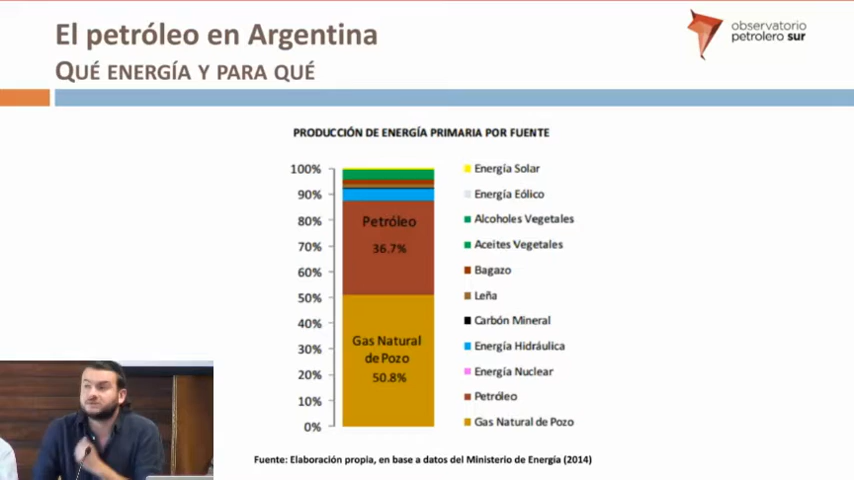 El petróleo en Argentina
QUÉ ENERGÍA Y PARA QUÉ
observatorio
petrolero sur
PRODUCCIÓN DE ENERGÍA PRIMARIA POR FUENTE
100%
90%
80%
70%
60%
50%
40%
30%
20%
10%
0%
Petróleo
36.7%
Gas Natural
de Pozo
50.8%
Energía Solar
Energía Eólico
Alcoholes Vegetales
Aceites Vegetales
Bagazo
Leña
Carbón Mineral
Energía Hidráulica
Energía Nuclear
Petróleo
Gas Natural de Pozo
Fuente: Elaboración propia, en base a datos del Ministerio de Energía (2014)